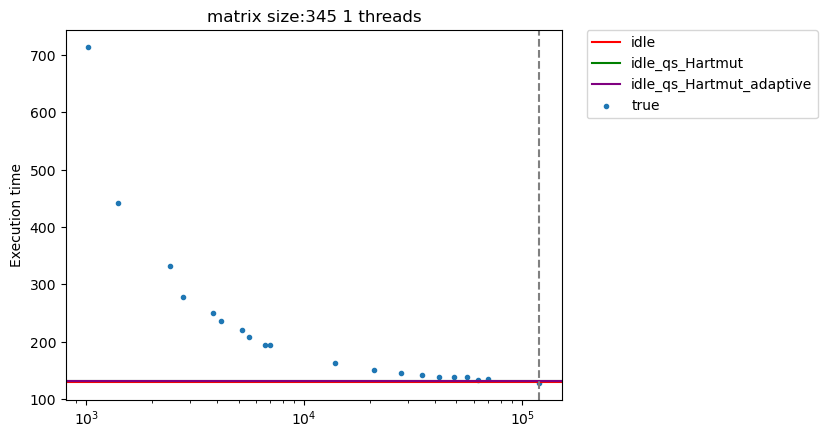 matrix size:345 1 threads
Execution time
700
600
500
400
300
200
100
10³
10⁴
10⁵
idle
idle_qs_Hartmut
idle_qs_Hartmut_adaptive
true